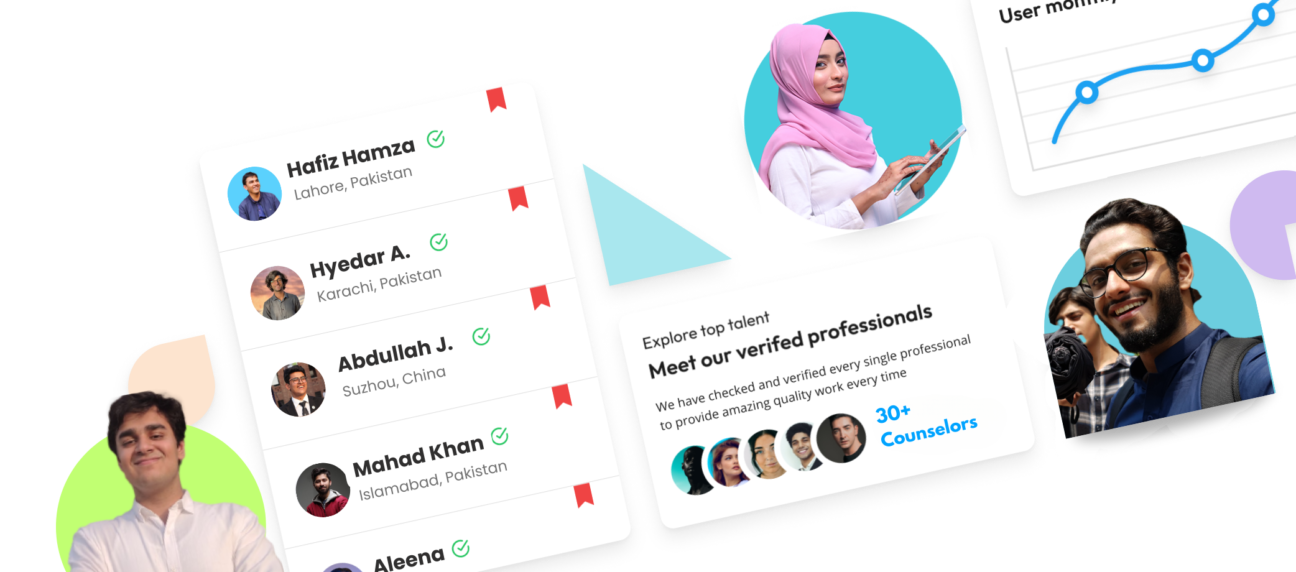 Hafiz Hamza
Lahore, Pakistan
Hyedar A.
Karachi, Pakistan
Abdullah J.
Suzhou, China
Mahad Khan
Islamabad, Pakistan
Aleena
Explore top talent
Meet our verifed professionals
We have checked and verified every single professional
to provide amazing quality work every time
30+
Counselors
User monthly